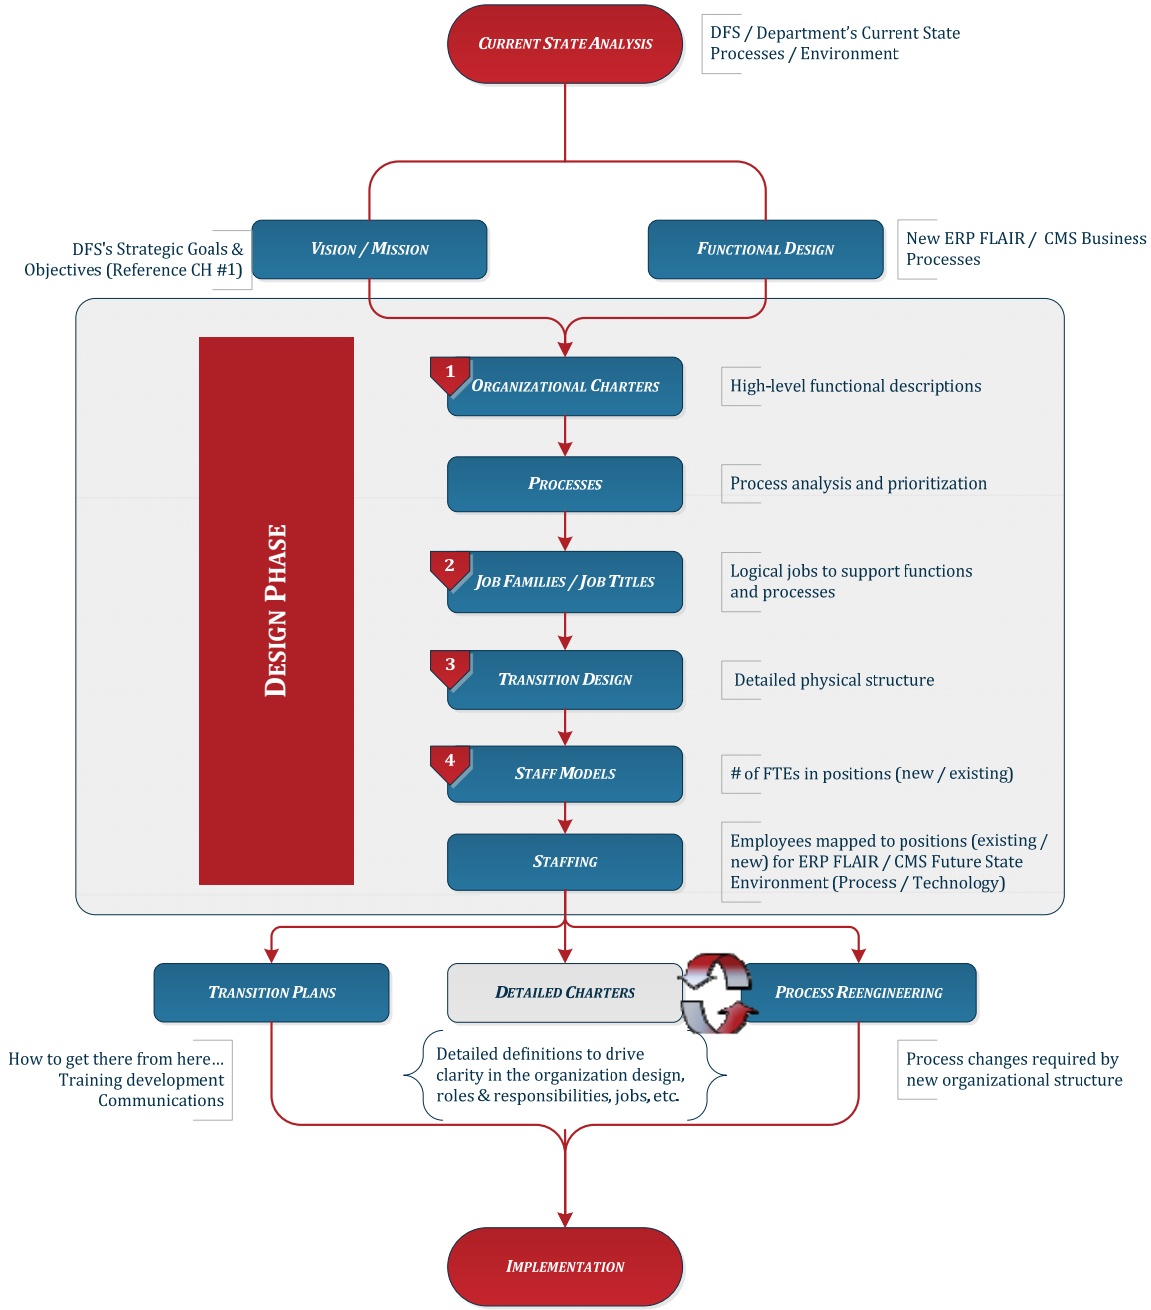 CURRENT STATE ANALYSIS
DFS / Department's Current State
Processes / Environment
VISION / MISSION
DFS's Strategic Goals &
Objectives (Reference CH #1)
FUNCTIONAL DESIGN
New ERP FLAIR / CMS Business
Processes
DESIGN PHASE
1
ORGANIZATIONAL CHARTERS
High-level functional descriptions
PROCESSES
Process analysis and prioritization
2
JOB FAMILIES / JOB TITLES
Logical jobs to support functions
and processes
3
TRANSITION DESIGN
Detailed physical structure
4
STAFF MODELS
# of FTEs in positions (new / existing)
STAFFING
Employees mapped to positions (existing /
new) for ERP FLAIR / CMS Future State
Environment (Process / Technology)
TRANSITION PLANS
How to get there from here...
Training development
Communications
DETAILED CHARTERS
Detailed definitions to drive
clarity in the organization design,
roles & responsibilities, jobs, etc.
PROCESS REENGINEERING
Process changes required by
new organizational structure
IMPLEMENTATION